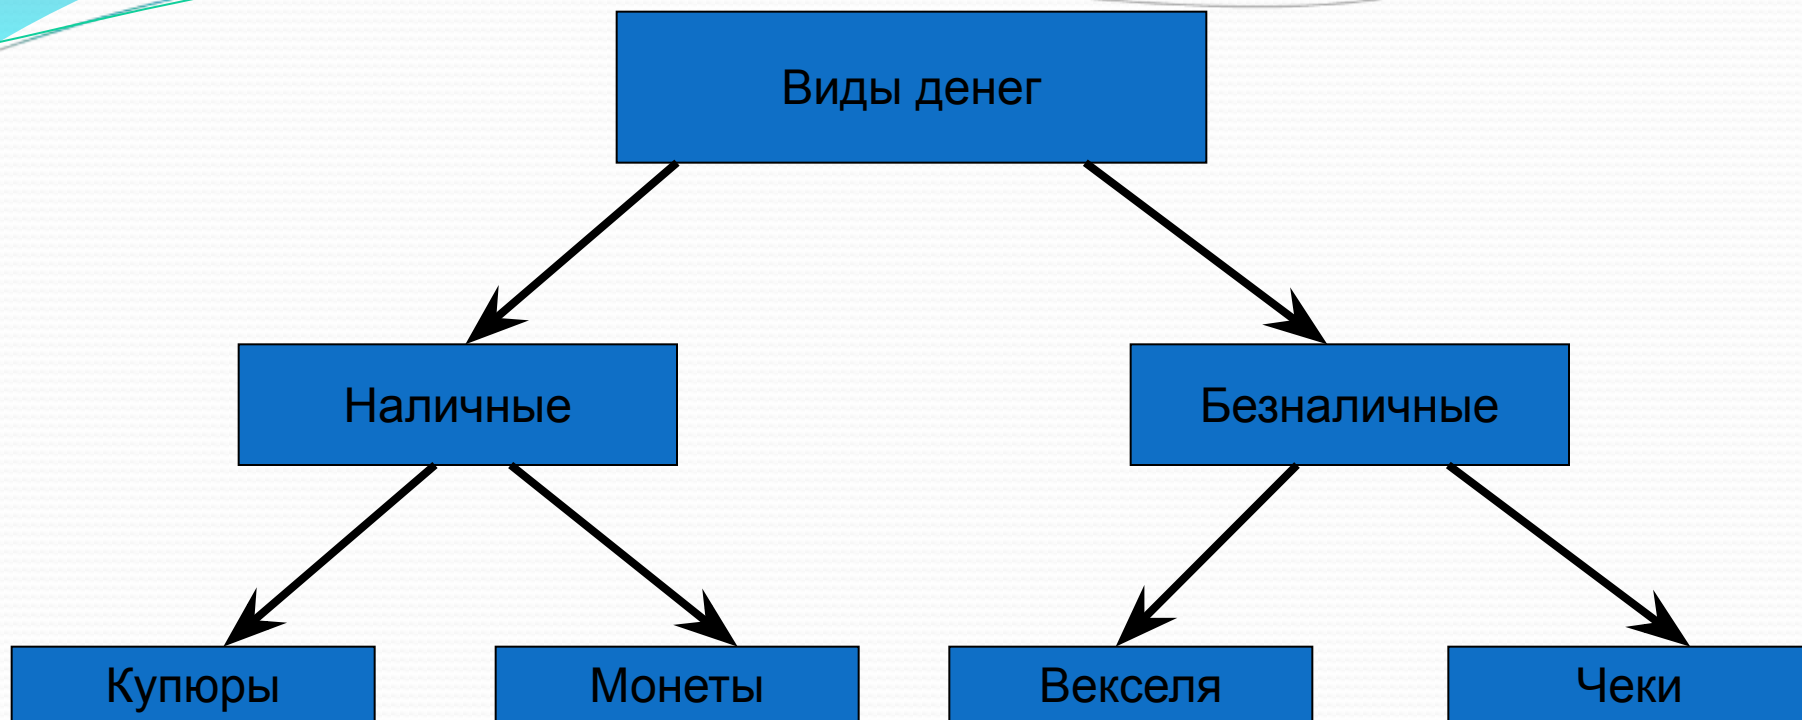 Виды денег
Наличные
Безналичные
Купюры
Монеты
Векселя
Чеки